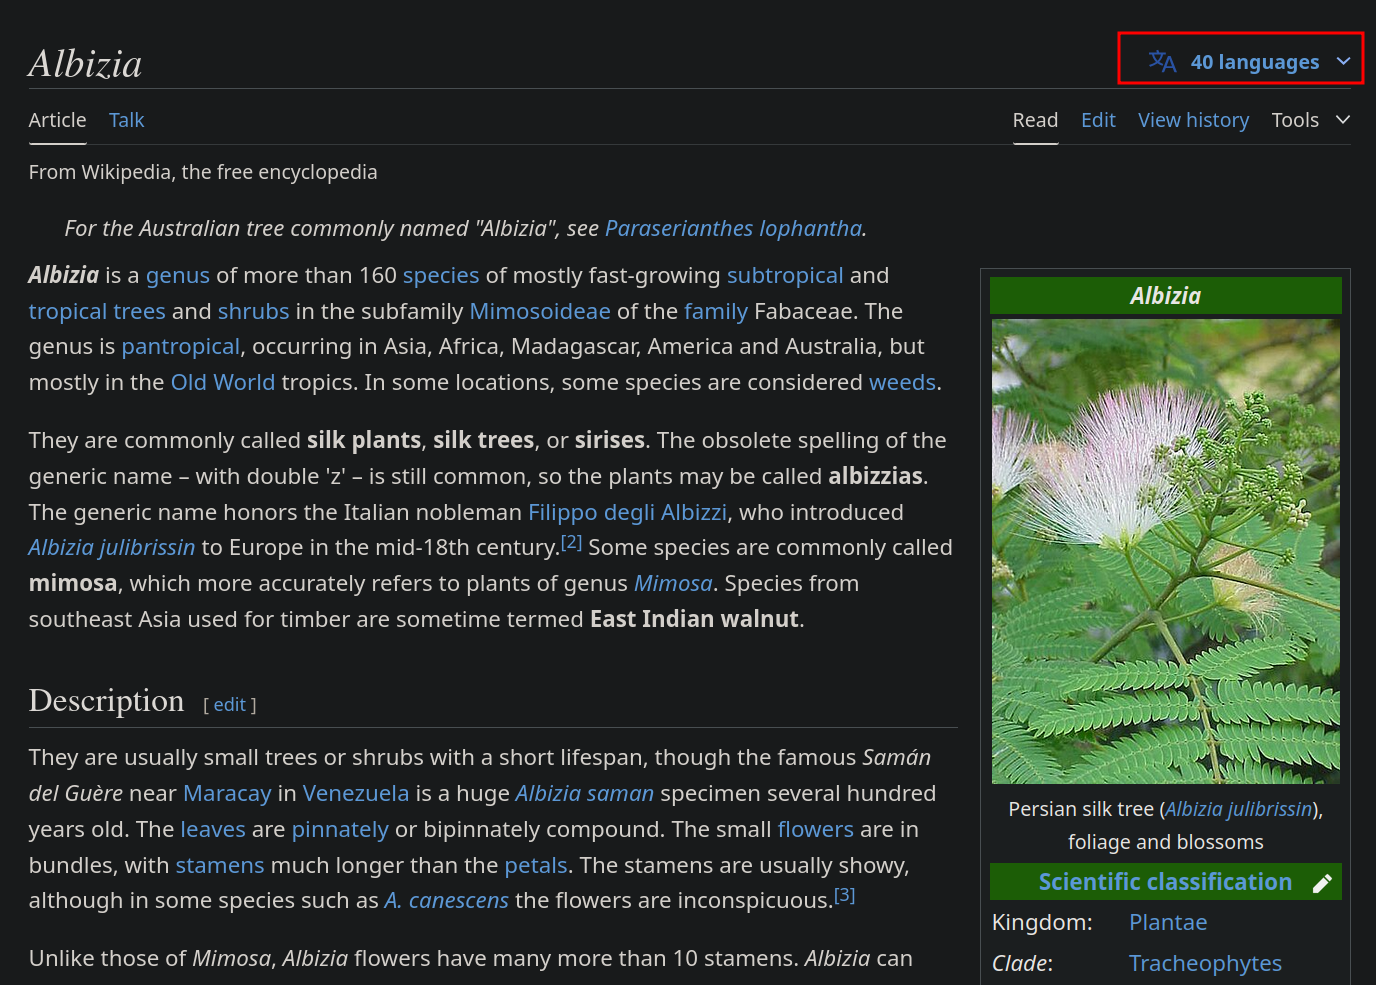 Albizia
40 languages
Article Talk
Read Edit View history Tools
From Wikipedia, the free encyclopedia
For the Australian tree commonly named "Albizia", see Paraserianthes lophantha.
Albizia is a genus of more than 160 species of mostly fast-growing subtropical and
tropical trees and shrubs in the subfamily Mimosoideae of the family Fabaceae. The
genus is pantropical, occurring in Asia, Africa, Madagascar, America and Australia, but
mostly in the Old World tropics. In some locations, some species are considered weeds.
They are commonly called silk plants, silk trees, or sirises. The obsolete spelling of the
generic name – with double 'z' – is still common, so the plants may be called albizzias.
The generic name honors the Italian nobleman Filippo degli Albizzi, who introduced
Albizia julibrissin to Europe in the mid-18th century.[2] Some species are commonly called
mimosa, which more accurately refers to plants of genus Mimosa. Species from
southeast Asia used for timber are sometime termed East Indian walnut.
Description [ edit ]
They are usually small trees or shrubs with a short lifespan, though the famous Samán
del Guère near Maracay in Venezuela is a huge Albizia saman specimen several hundred
years old. The leaves are pinnately or bipinnately compound. The small flowers are in
bundles, with stamens much longer than the petals. The stamens are usually showy,
although in some species such as A. canescens the flowers are inconspicuous.[3]
Unlike those of Mimosa, Albizia flowers have many more than 10 stamens. Albizia can
Albizia
Persian silk tree (Albizia julibrissin),
foliage and blossoms
Scientific classification
Kingdom: Plantae
Clade: Tracheophytes